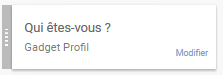 Qui êtes-vous ?
Gadget Profil
Modifier